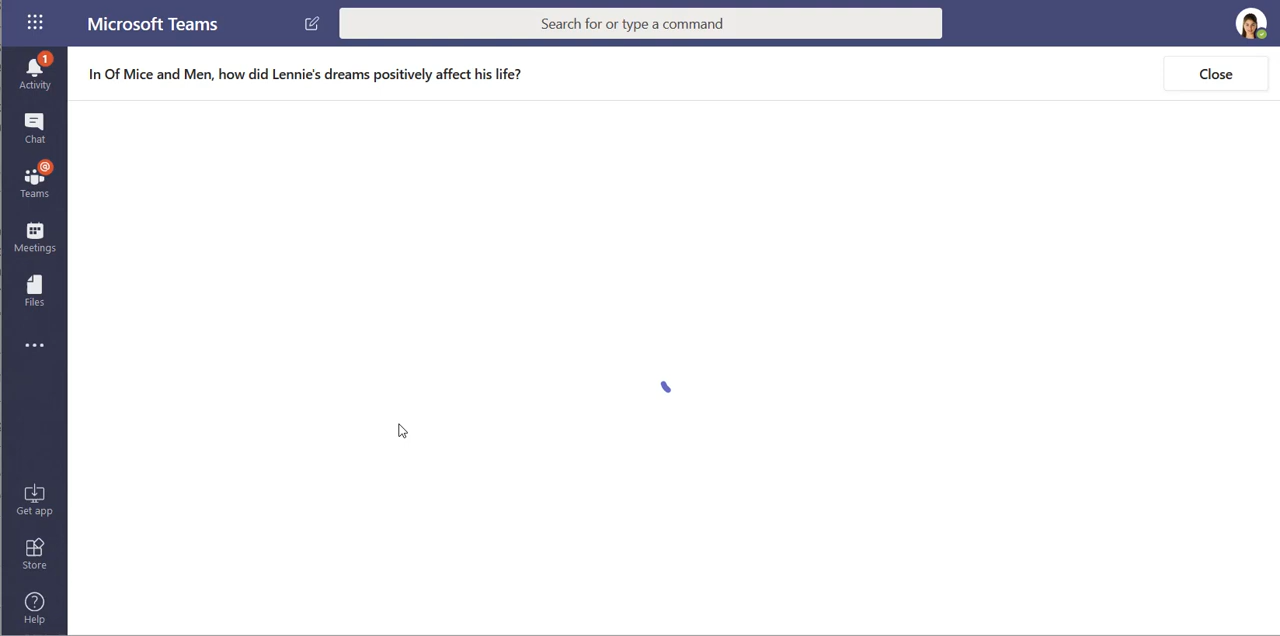 Microsoft Teams
Search for or type a command
1
Activity
In Of Mice and Men, how did Lennie's dreams positively affect his life?
Close
Chat
@
Teams
Meetings
Files
...
Get app
Store
?
Help